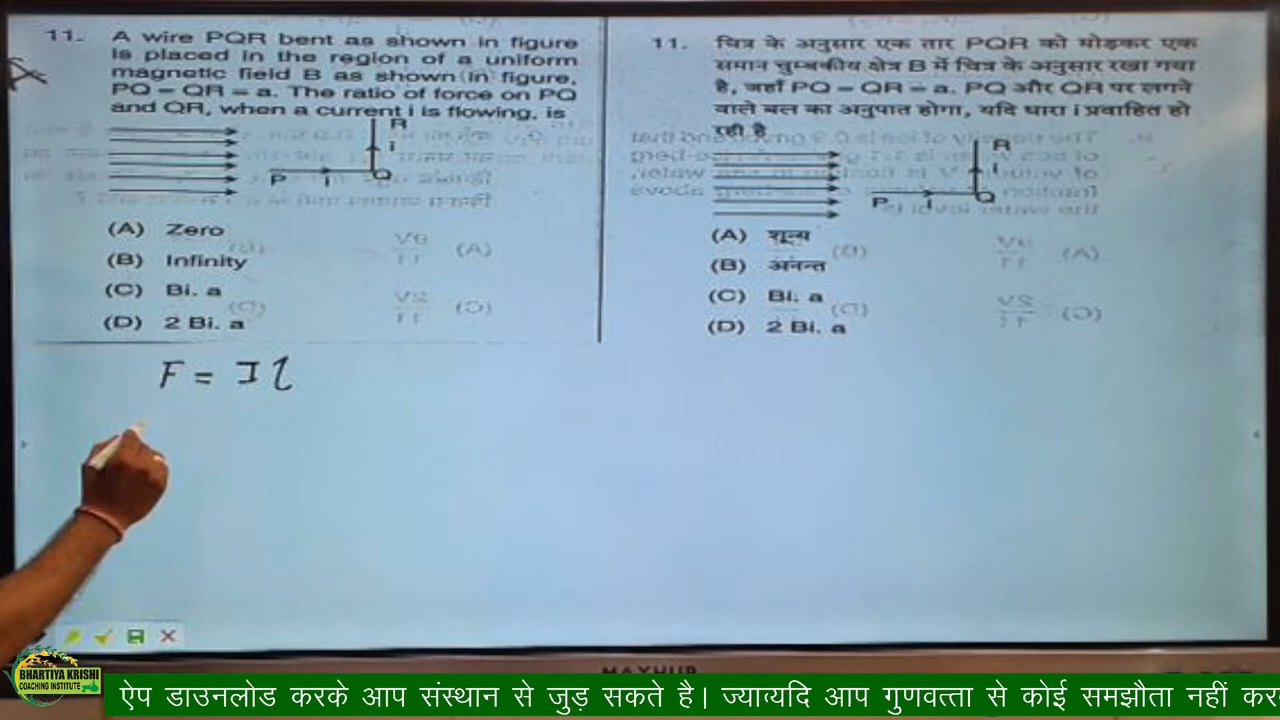 11. A wire PQR bent as shown in figure
is placed in the region of a uniform
magnetic field B as shown in figure,
PQ = QR = a. The ratio of force on PQ
and QR, when a current i is flowing, is
R
i
P i Q
(A) Zero
(B) Infinity
(C) Bi. a
(D) 2 Bi. a
F = Il
11. चित्र के अनुसार एक तार PQR को मोड़कर एक
समान चुम्बकीय क्षेत्र B में चित्र के अनुसार रखा गया
है, जहाँ PQ = QR = a. PQ और QR पर लगने
वाले बल का अनुपात होगा, यदि धारा i प्रवाहित हो
रही है
R
i
P i Q
(A) शून्य
(B) अनन्त
(C) Bi. a
(D) 2 Bi. a
BHARTIYA KRISHI
COACHING INSTITUTE
ऐप डाउनलोड करके आप संस्थान से जुड़ सकते है। ज्याव्यदि आप गुणवत्ता से कोई समझौता नहीं कर